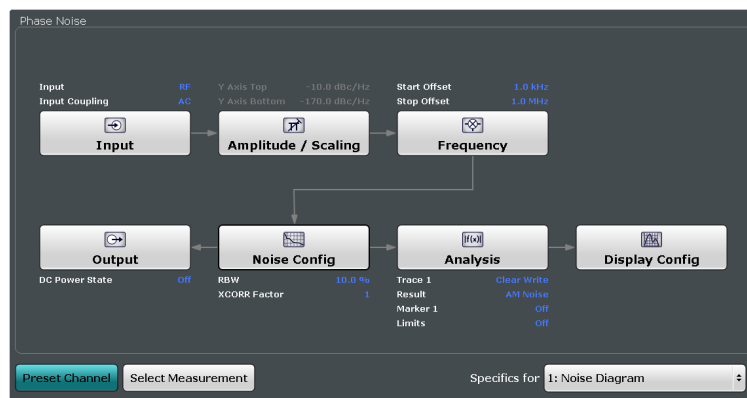 Phase Noise
Input RF
Input Coupling AC
Y Axis Top -10.0 dBc/Hz
Y Axis Bottom -170.0 dBc/Hz
Start Offset 1.0 kHz
Stop Offset 1.0 MHz
Input
Amplitude / Scaling
Frequency
|f(x)|
Output
Noise Config
Analysis
Display Config
DC Power State Off
RBW 10.0 %
XCORR Factor 1
Trace 1 Clear Write
Result AM Noise
Marker 1 Off
Limits Off
Preset Channel
Select Measurement
Specifics for 1: Noise Diagram